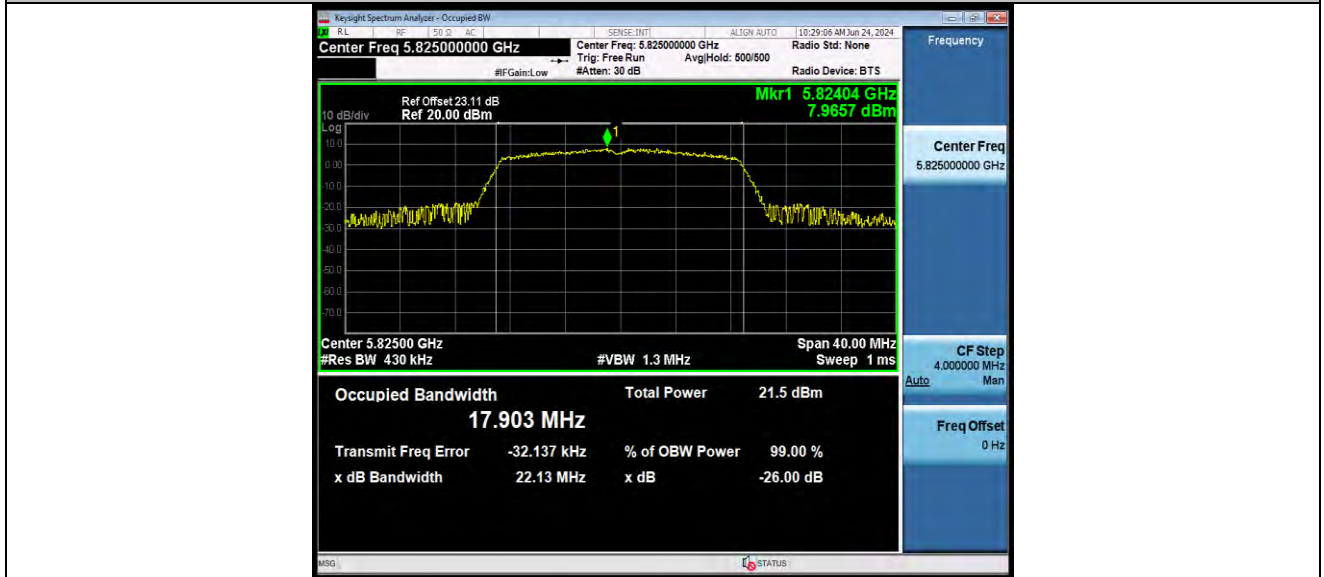 Keysight Spectrum Analyzer - Occupied BW
RL RF 50 Ω AC SENSE:INT ALIGN AUTO 10:29:06 AM Jun 24, 2024
Center Freq 5.825000000 GHz
Center Freq: 5.825000000 GHz Radio Std: None
Trig: Free Run Avg|Hold: 500/500
#IFGain:Low #Atten: 30 dB Radio Device: BTS
Frequency
Mkr1 5.82404 GHz
7.9657 dBm
Ref Offset 23.11 dB
10 dB/div Ref 20.00 dBm
Log
10.0
0.00
-10.0
-20.0
-30.0
-40.0
-50.0
-60.0
-70.0
1
Center 5.82500 GHz Span 40.00 MHz
#Res BW 430 kHz #VBW 1.3 MHz Sweep 1 ms
Center Freq
5.825000000 GHz
CF Step
4.000000 MHz
Auto Man
Freq Offset
0 Hz
Occupied Bandwidth Total Power 21.5 dBm
17.903 MHz
Transmit Freq Error -32.137 kHz % of OBW Power 99.00 %
x dB Bandwidth 22.13 MHz x dB -26.00 dB
MSG STATUS